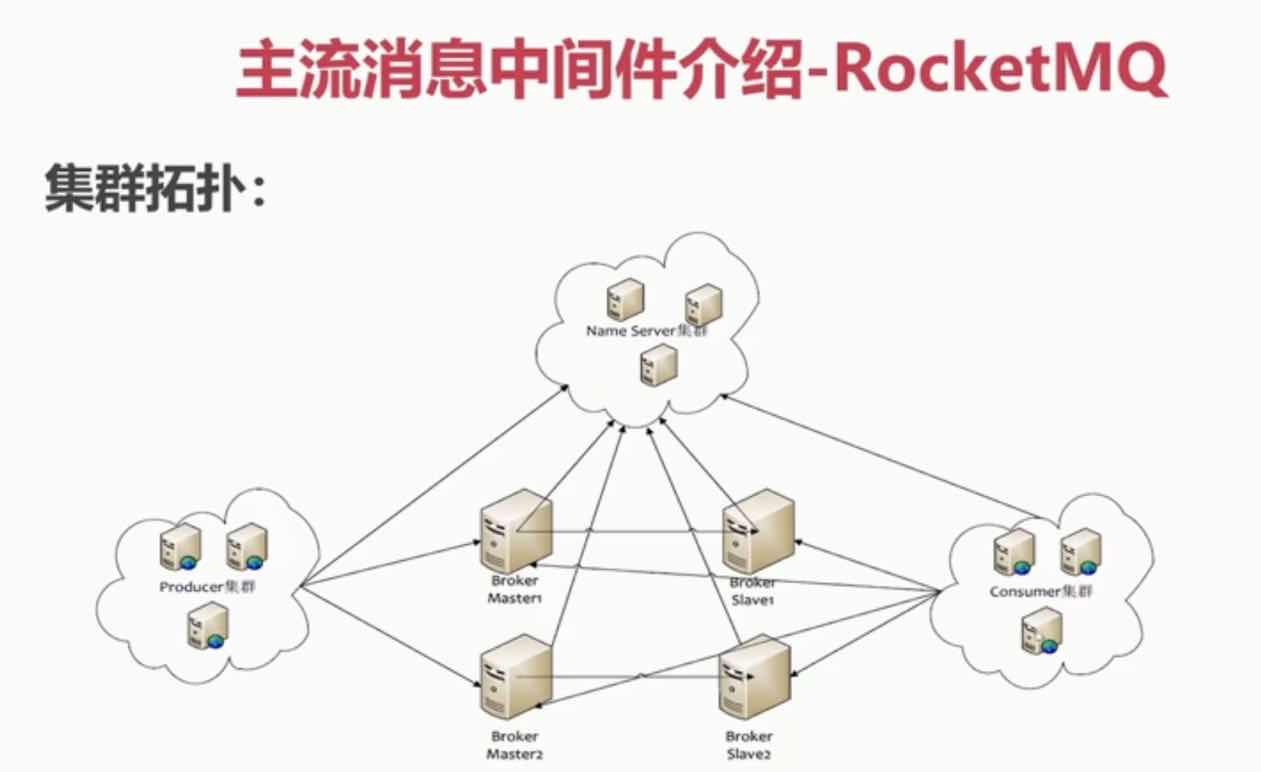 主流消息中间件介绍-RocketMQ
集群拓扑：
Name Server集群
Producer集群
Broker
Master1
Broker
Slave1
Consumer集群
Broker
Master2
Broker
Slave2